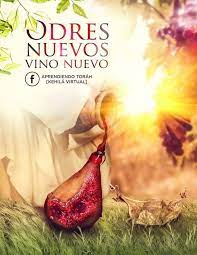 ODRES
NUEVOS
VINO NUEVO
f APRENDIENDO TORÁH
[KEHILÁ VIRTUAL]